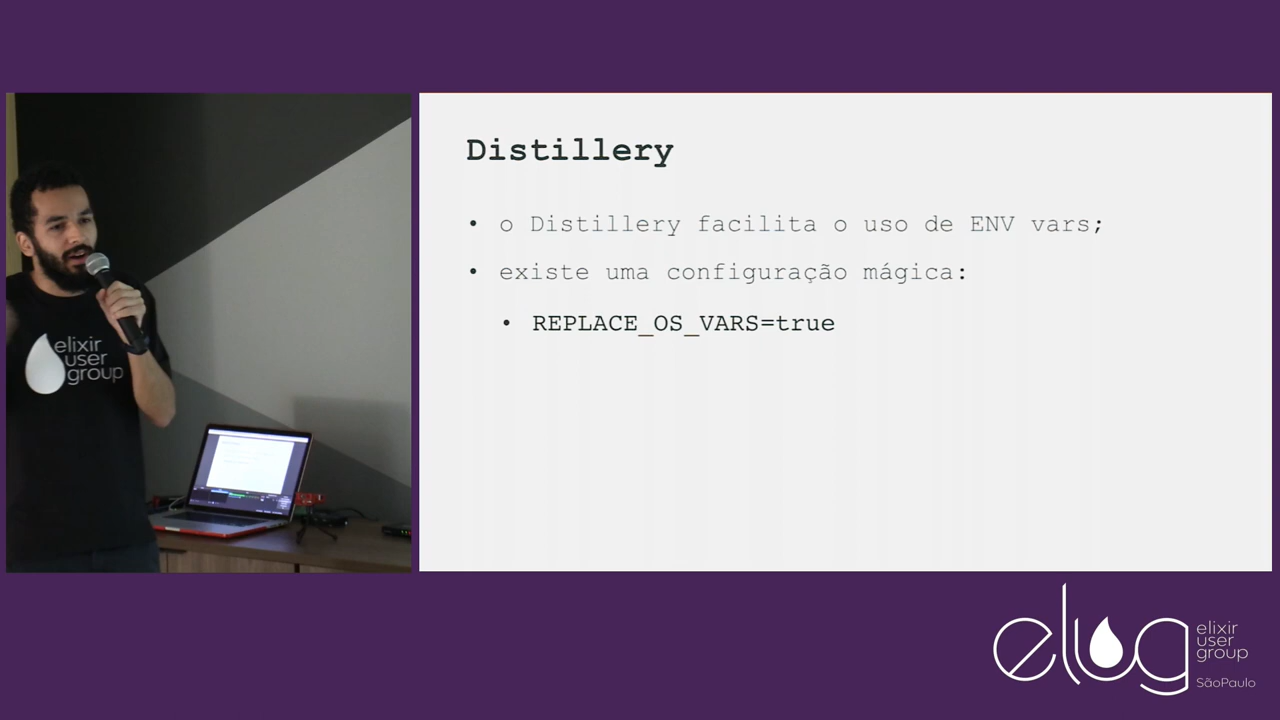 Distillery
• o Distillery facilita o uso de ENV vars;
• existe uma configuração mágica:
• REPLACE_OS_VARS=true
elixir
user
group
elug
elixir
user
group
SãoPaulo